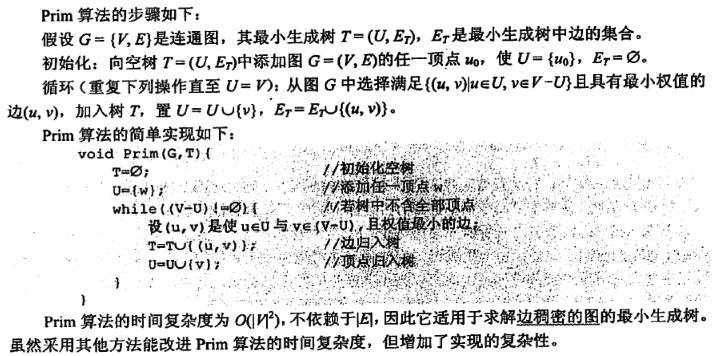 Prim 算法的步骤如下：
假设 G = {V, E}是连通图，其最小生成树 T = (U, E_T)，E_T 是最小生成树中边的集合。
初始化：向空树 T = (U, E_T)中添加图 G = (V, E)的任一顶点 u₀，使 U = {u₀}，E_T = ∅。
循环（重复下列操作直至 U = V）：从图 G 中选择满足{(u, v)|u∈U, v∈V−U}且具有最小权值的
边(u, v)，加入树 T，置 U = U∪{v}，E_T = E_T∪{(u, v)}。
Prim 算法的简单实现如下：
void Prim(G,T){
T=∅; //初始化空树
U={w}; //添加任一顶点 w
while((V-U)!=∅){ //若树中不含全部顶点
设(u,v)是使 u∈U 与 v∈(V-U),且权值最小的边;
T=T∪{(u,v)}; //边归入树
U=U∪{v}; //顶点归入树
}
}
Prim 算法的时间复杂度为 O(|V|²)，不依赖于|E|，因此它适用于求解边稠密的图的最小生成树。
虽然采用其他方法能改进 Prim 算法的时间复杂度，但增加了实现的复杂性。